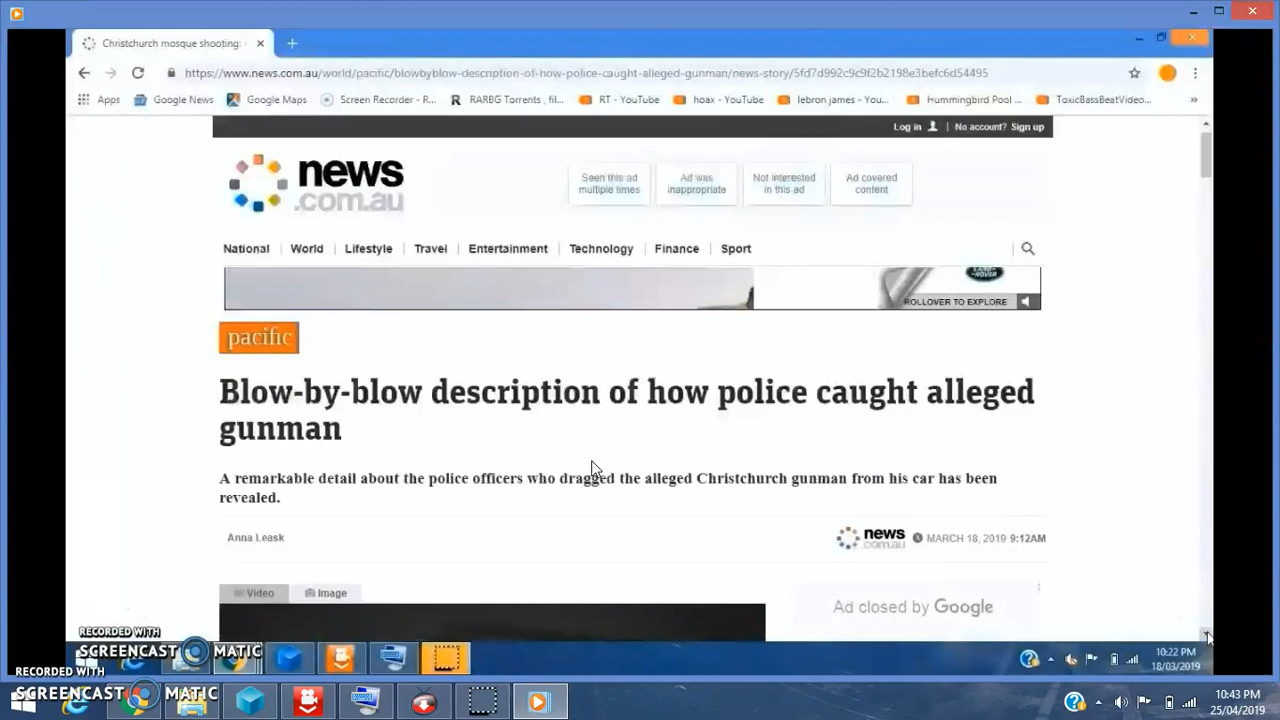 Christchurch mosque shooting:
https://www.news.com.au/world/pacific/blowbyblow-description-of-how-police-caught-alleged-gunman/news-story/5fd7d992c9c9f2b2198e3befc6d54495
Apps Google News Google Maps Screen Recorder - R... RARBG Torrents , fil... RT - YouTube hoax - YouTube lebron james - You... Hummingbird Pool ... ToxicBassBeatVideo... »
Log in No account? Sign up
news
.com.au
Seen this ad multiple times
Ad was inappropriate
Not interested in this ad
Ad covered content
National World Lifestyle Travel Entertainment Technology Finance Sport
LAND ROVER
ROLLOVER TO EXPLORE
pacific
Blow-by-blow description of how police caught alleged
gunman
A remarkable detail about the police officers who dragged the alleged Christchurch gunman from his car has been
revealed.
Anna Leask
news
.com.au
MARCH 18, 2019 9:12AM
Video Image
Ad closed by Google
RECORDED WITH
SCREENCAST MATIC
10:22 PM
18/03/2019
RECORDED WITH
SCREENCAST MATIC
10:43 PM
25/04/2019